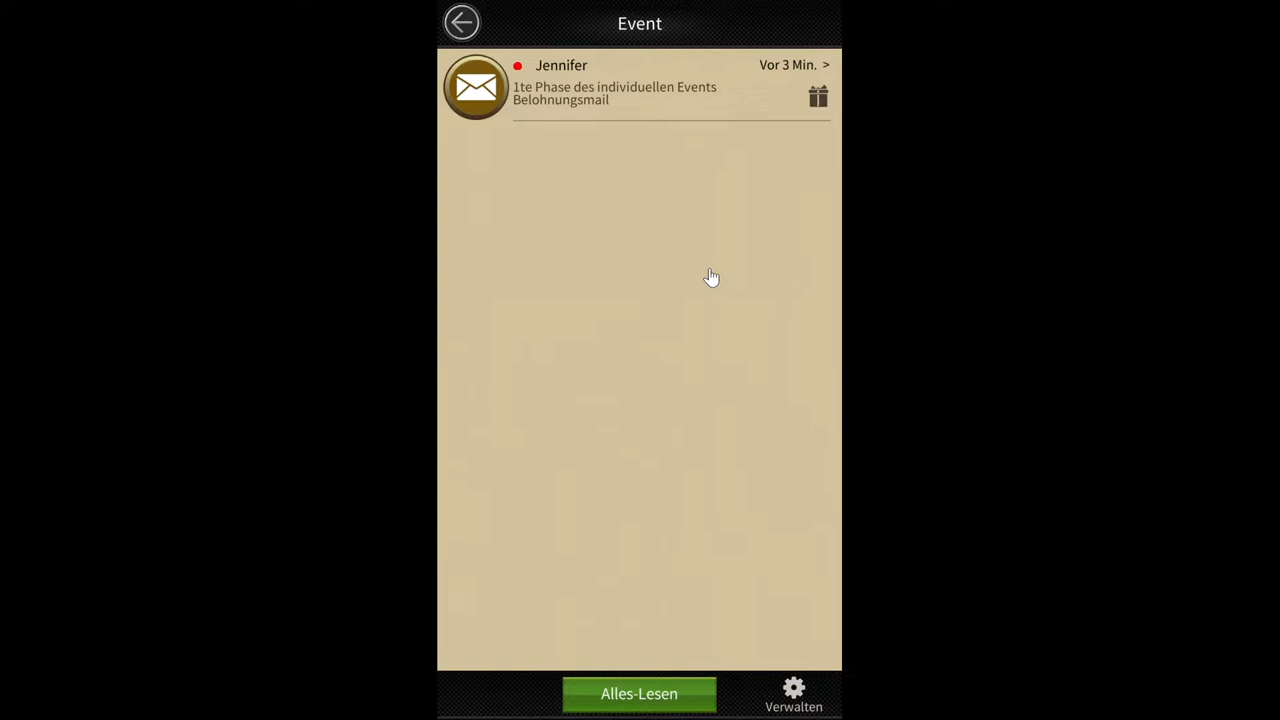 Event
Jennifer
Vor 3 Min. >
1te Phase des individuellen Events
Belohnungsmail
Alles-Lesen
Verwalten